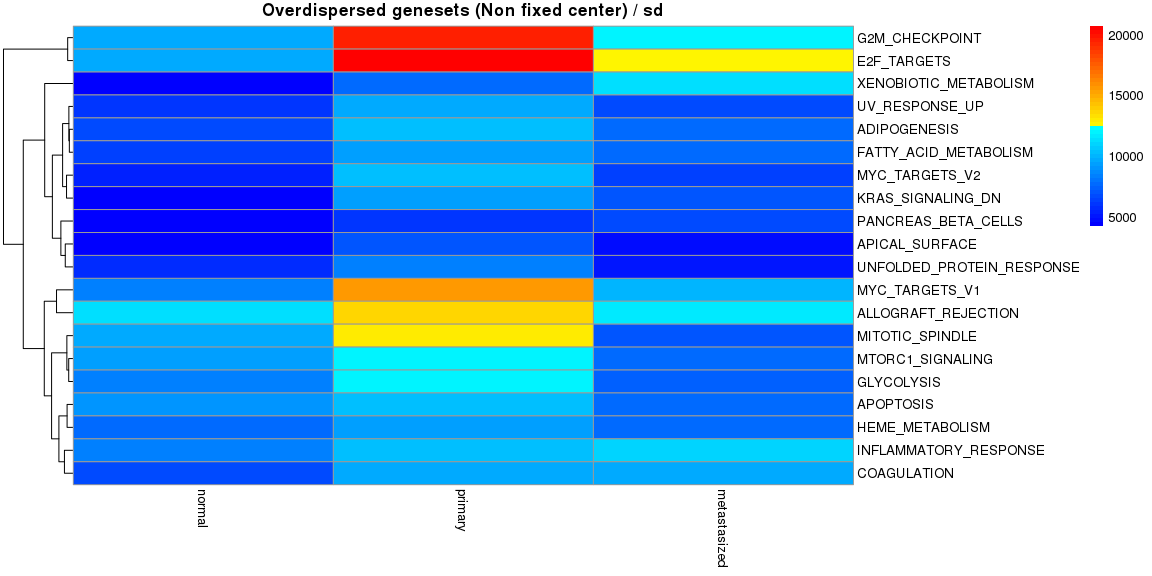 Overdispersed genesets (Non fixed center) / sd
G2M_CHECKPOINT
E2F_TARGETS
XENOBIOTIC_METABOLISM
UV_RESPONSE_UP
ADIPOGENESIS
FATTY_ACID_METABOLISM
MYC_TARGETS_V2
KRAS_SIGNALING_DN
PANCREAS_BETA_CELLS
APICAL_SURFACE
UNFOLDED_PROTEIN_RESPONSE
MYC_TARGETS_V1
ALLOGRAFT_REJECTION
MITOTIC_SPINDLE
MTORC1_SIGNALING
GLYCOLYSIS
APOPTOSIS
HEME_METABOLISM
INFLAMMATORY_RESPONSE
COAGULATION
normal
primary
metastasized
20000
15000
10000
5000